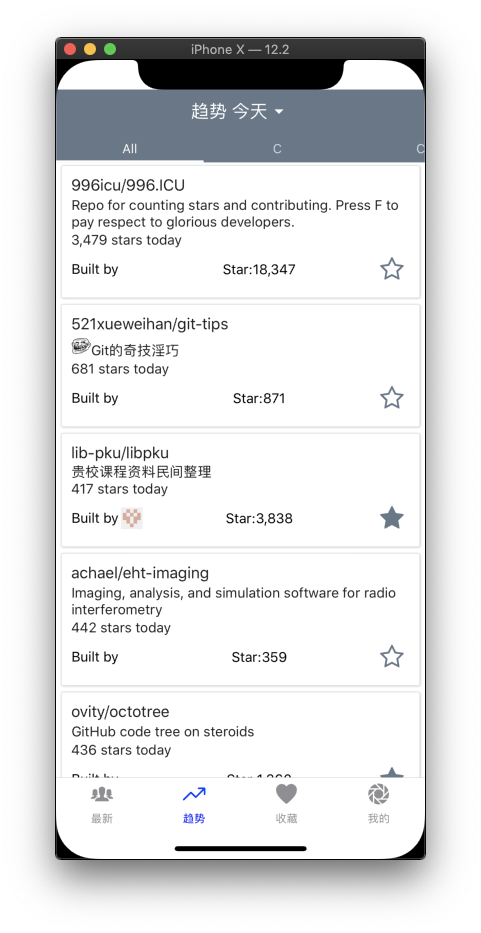 iPhone X — 12.2
趋势 今天
All
C
C
996icu/996.ICU
Repo for counting stars and contributing. Press F to
pay respect to glorious developers.
3,479 stars today
Built by
Star:18,347
521xueweihan/git-tips
Git的奇技淫巧
681 stars today
Built by
Star:871
lib-pku/libpku
贵校课程资料民间整理
417 stars today
Built by
Star:3,838
achael/eht-imaging
Imaging, analysis, and simulation software for radio
interferometry
442 stars today
Built by
Star:359
ovity/octotree
GitHub code tree on steroids
436 stars today
Built by
最新
趋势
收藏
我的